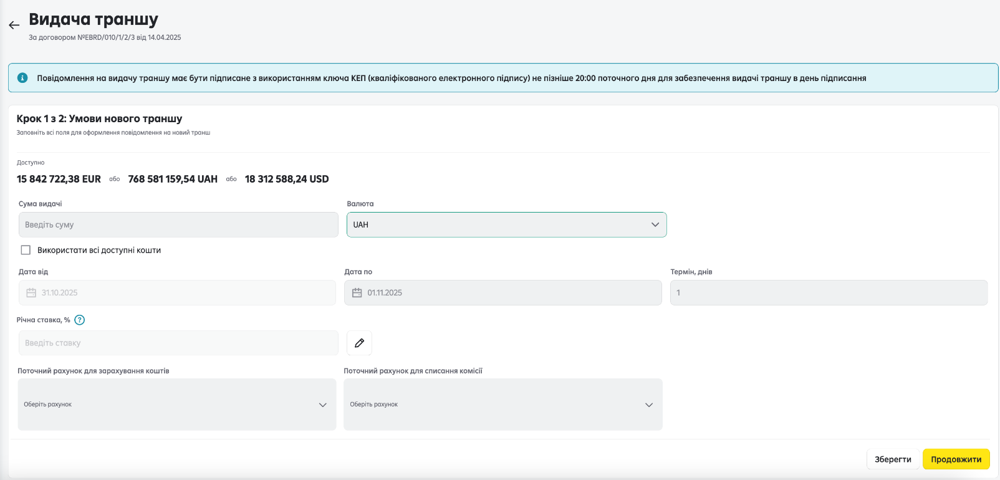 Видача траншу
За договором №EBRD/010/1/2/3 від 14.04.2025
Повідомлення на видачу траншу має бути підписане з використанням ключа КЕП (кваліфікованого електронного підпису) не пізніше 20:00 поточного дня для забезпечення видачі траншу в день підписання
Крок 1 з 2: Умови нового траншу
Заповніть всі поля для оформлення повідомлення на новий транш
Доступно
15 842 722,38 EUR або 768 581 159,54 UAH або 18 312 588,24 USD
Сума видачі Валюта
Введіть суму UAH
Використати всі доступні кошти
Дата від Дата по Термін, днів
31.10.2025 01.11.2025 1
Річна ставка, % ?
Введіть ставку
Поточний рахунок для зарахування коштів Поточний рахунок для списання комісії
Оберіть рахунок Оберіть рахунок
Зберегти Продовжити